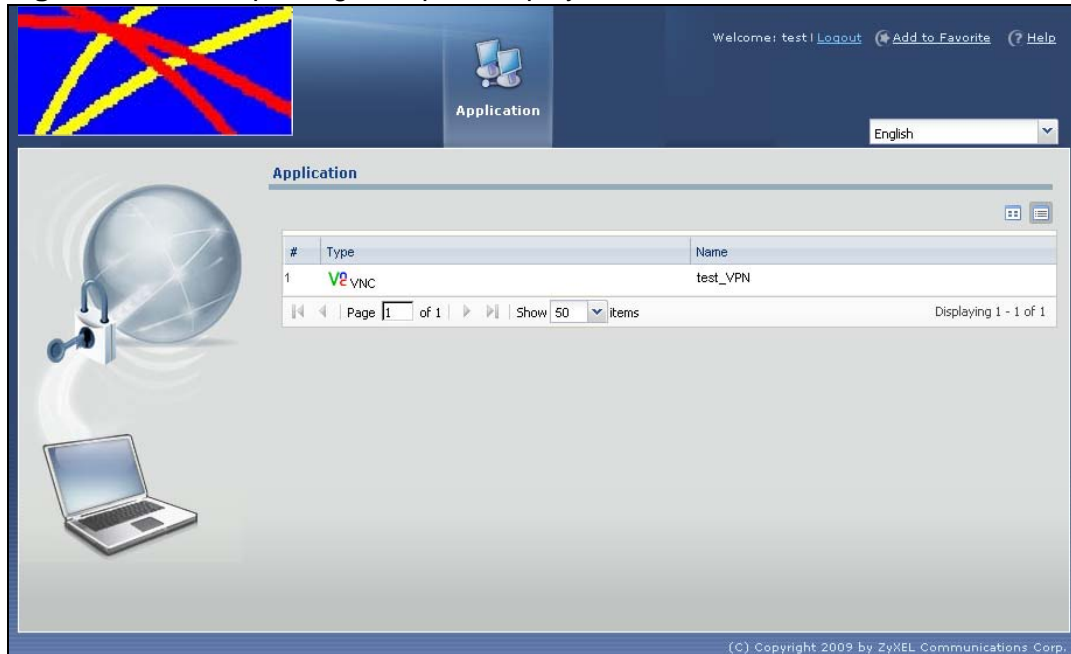 Welcome: test | Logout Add to Favorite ? Help
Application
English
Application
# Type Name
1 VNC test_VPN
Page 1 of 1 Show 50 items Displaying 1 - 1 of 1
(C) Copyright 2009 by ZyXEL Communications Corp.